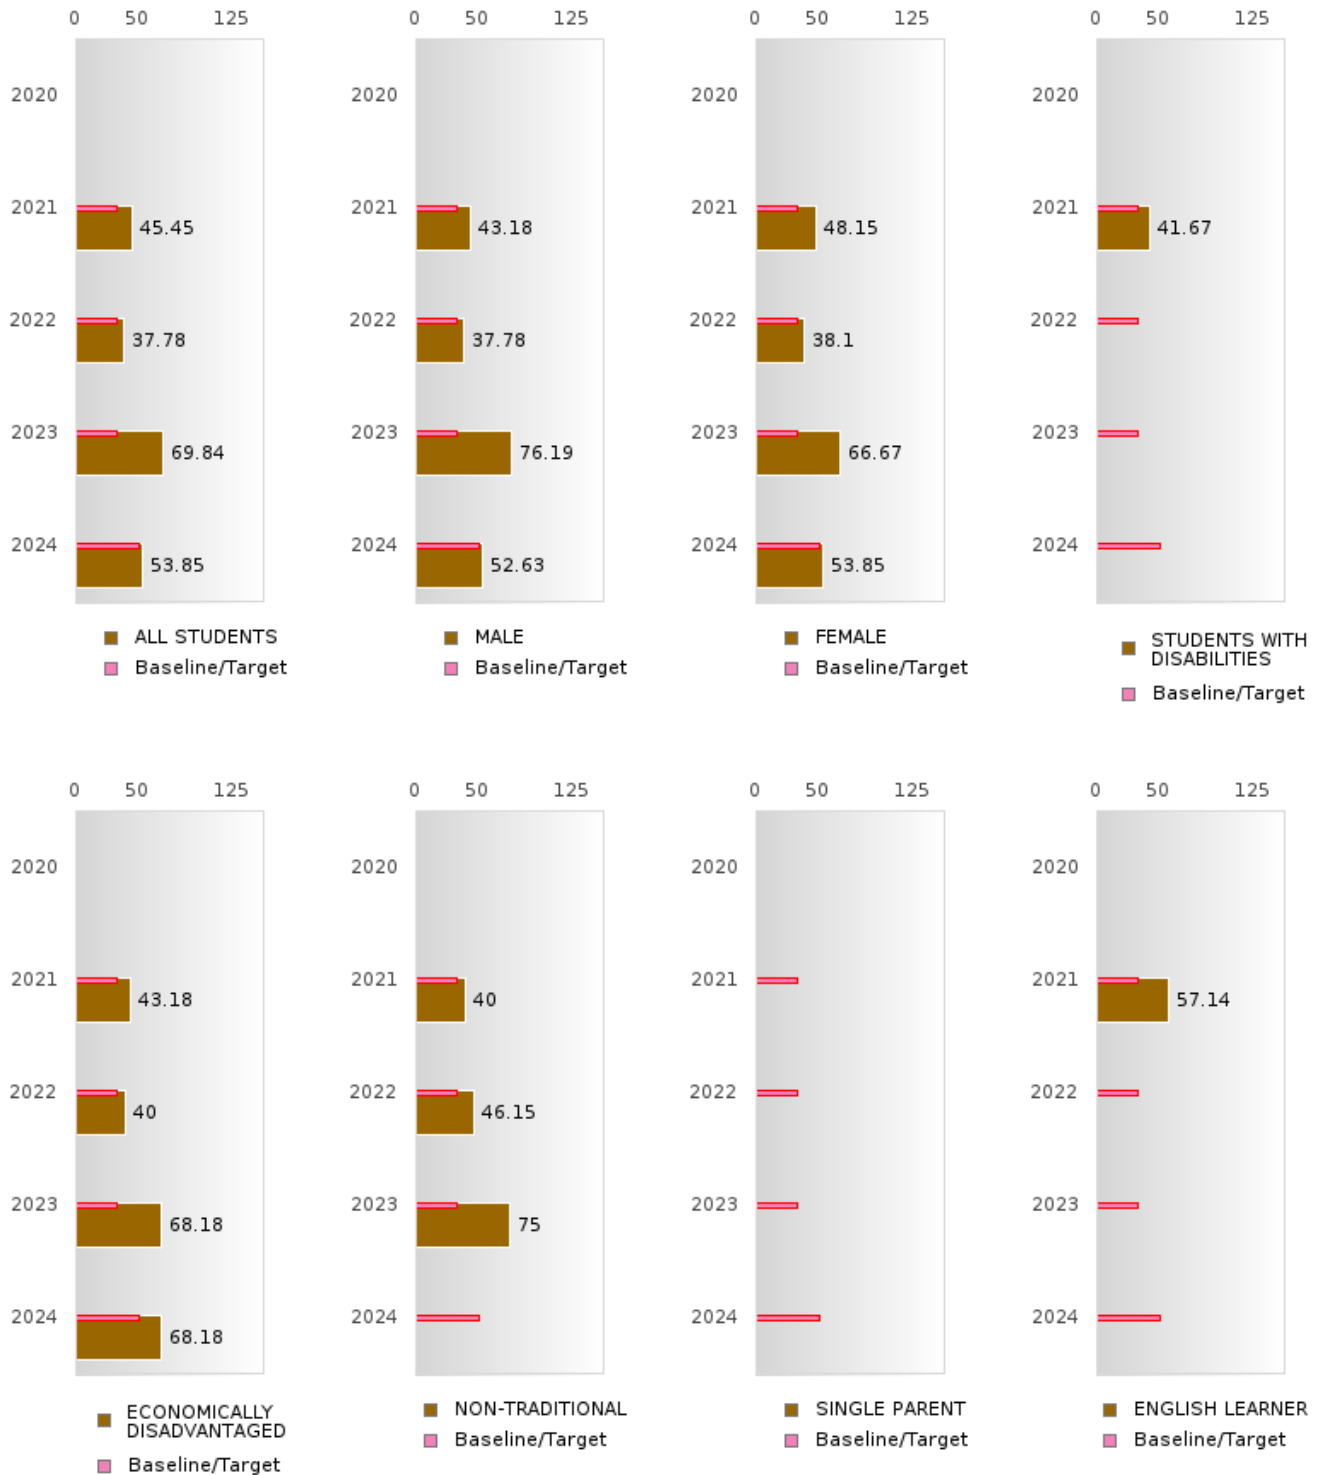 0 50 125 0 50 125 0 50 125 0 50 125
2020 2020 2020 2020
2021 45.45 2021 43.18 2021 48.15 2021 41.67
2022 37.78 2022 37.78 2022 38.1 2022
2023 69.84 2023 76.19 2023 66.67 2023
2024 53.85 2024 52.63 2024 53.85 2024
ALL STUDENTS MALE FEMALE STUDENTS WITH
DISABILITIES
Baseline/Target Baseline/Target Baseline/Target Baseline/Target
0 50 125 0 50 125 0 50 125 0 50 125
2020 2020 2020 2020
2021 43.18 2021 40 2021 2021 57.14
2022 40 2022 46.15 2022 2022
2023 68.18 2023 75 2023 2023
2024 68.18 2024 2024 2024
ECONOMICALLY NON-TRADITIONAL SINGLE PARENT ENGLISH LEARNER
DISADVANTAGED
Baseline/Target Baseline/Target Baseline/Target Baseline/Target